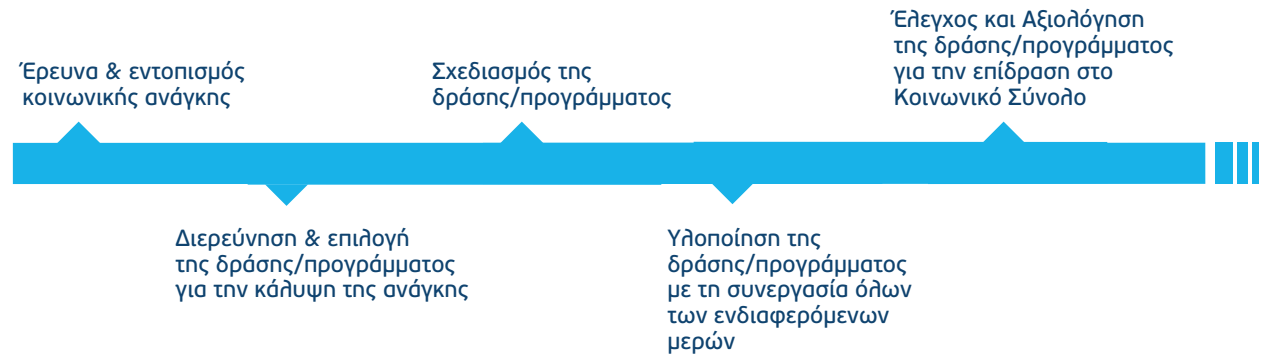 Έρευνα & εντοπισμός
κοινωνικής ανάγκης
Διερεύνηση & επιλογή
της δράσης/προγράμματος
για την κάλυψη της ανάγκης
Σχεδιασμός της
δράσης/προγράμματος
Υλοποίηση της
δράσης/προγράμματος
με τη συνεργασία όλων
των ενδιαφερόμενων
μερών
Έλεγχος και Αξιολόγηση
της δράσης/προγράμματος
για την επίδραση στο
Κοινωνικό Σύνολο